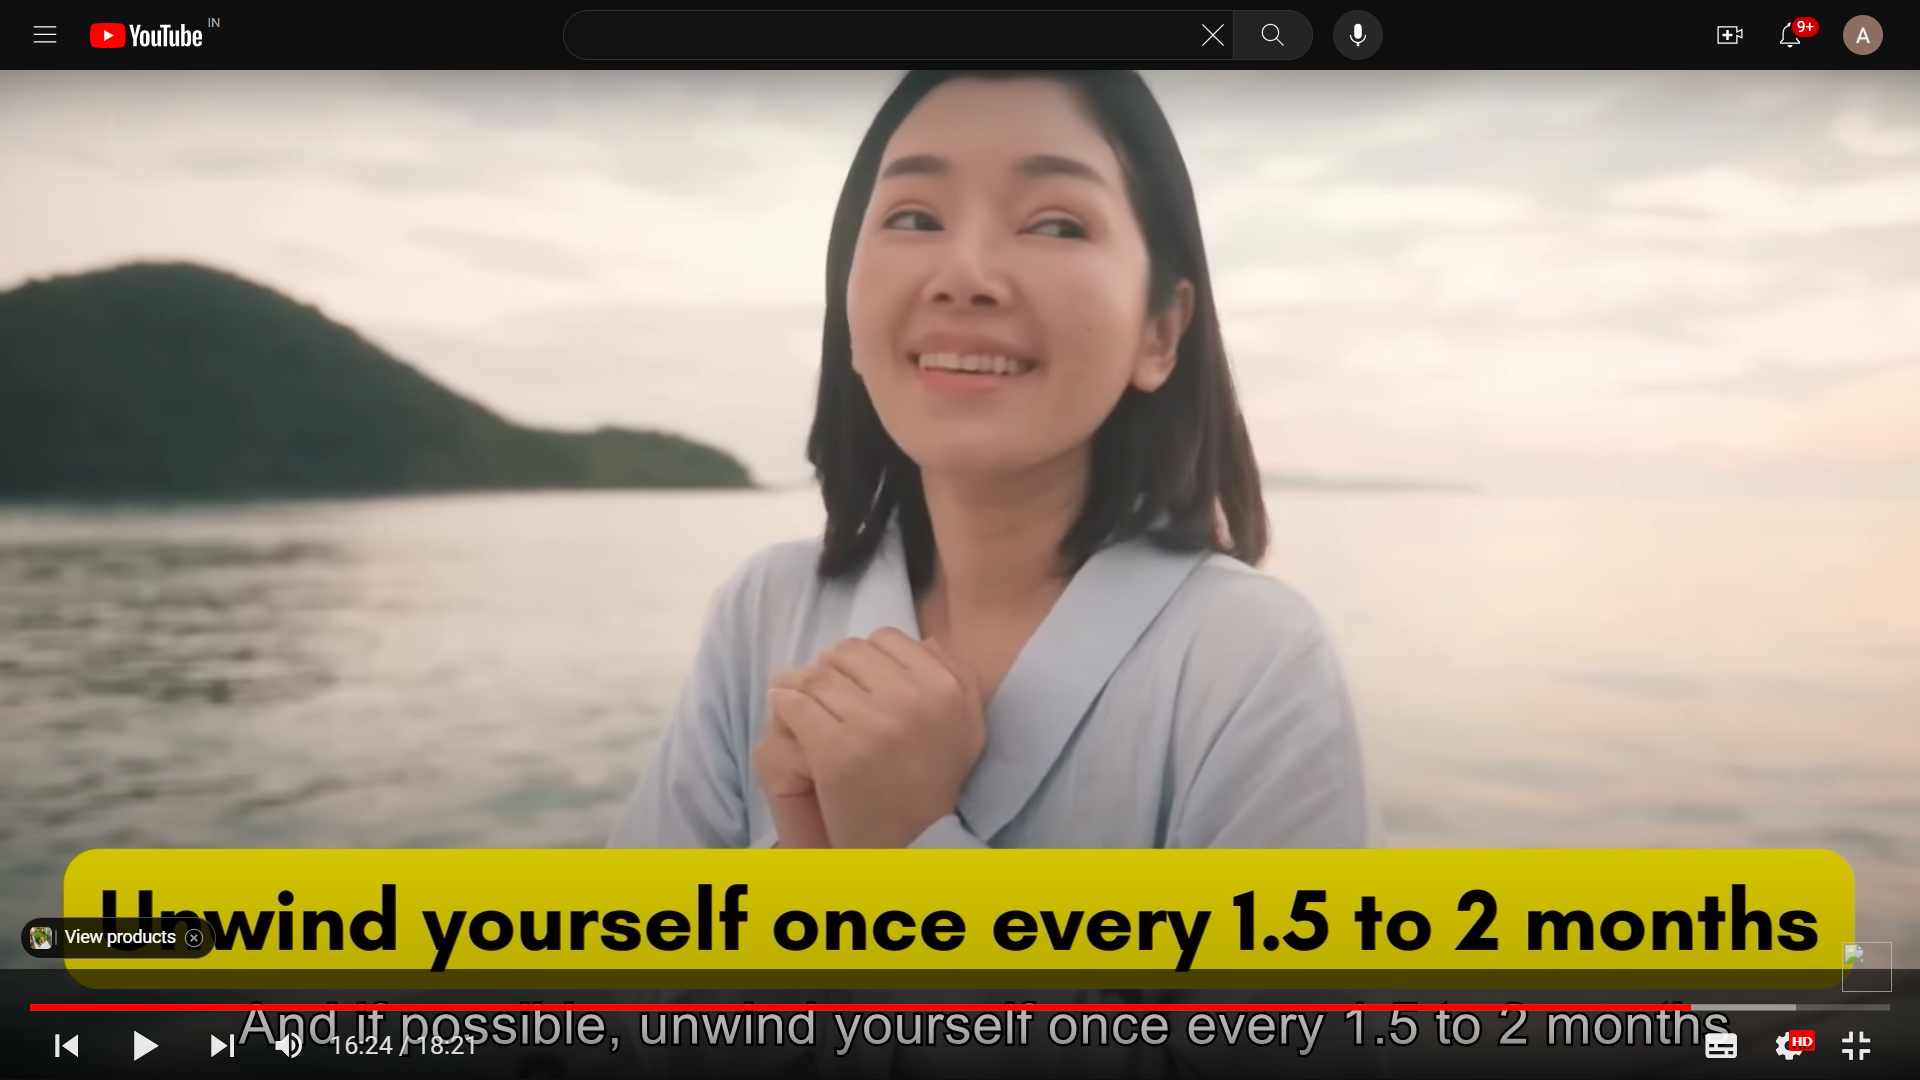 YouTube IN
9+
A
Unwind yourself once every 1.5 to 2 months
View products
And if possible, unwind yourself once every 1.5 to 2 months,
16:24 / 18:21
HD